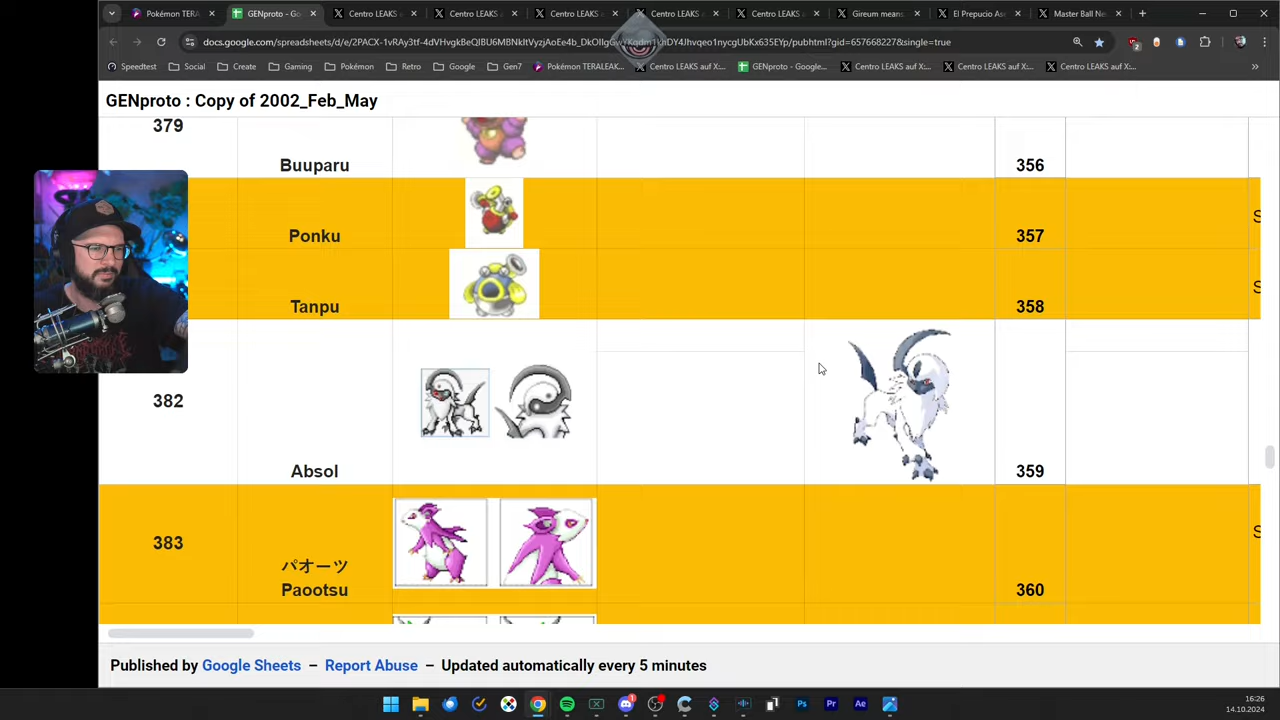 Pokémon TER
GENproto - Go
Centro LEAKS
Centro LEAKS
Centro LEAKS
Centro LEAKS
Centro LEAKS
Gireum means
El Prepucio As
Master Ball Ne
Speedtest
Social
Create
Gaming
Pokémon
Retro
Google
Gen7
Pokémon TERALEAK...
Centro LEAKS auf X:...
GENproto - Google...
Centro LEAKS auf X:...
Centro LEAKS auf X:...
Centro LEAKS auf X:...
GENproto : Copy of 2002_Feb_May
379
Buuparu
356
Ponku
357
Tanpu
358
382
Absol
359
383
パオーツ
Paootsu
360
Published by Google Sheets – Report Abuse – Updated automatically every 5 minutes
16:26
14.10.2024